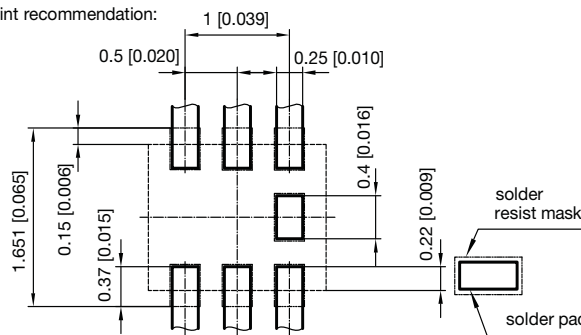 int recommendation:
1 [0.039]
0.5 [0.020]
0.25 [0.010]
1.651 [0.065]
0.15 [0.006]
0.37 [0.015]
0.4 [0.016]
0.22 [0.009]
solder
resist mask
solder pad